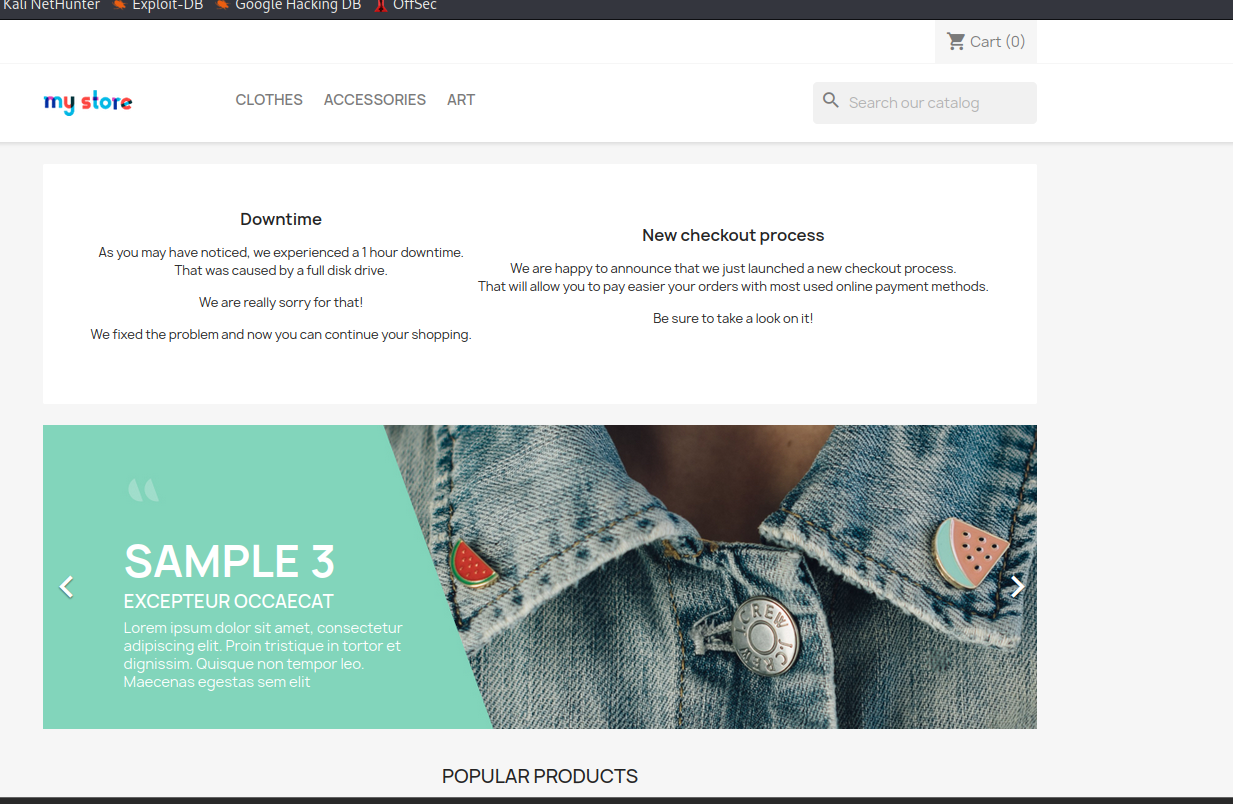 Kali NetHunter Exploit-DB Google Hacking DB OffSec
Cart (0)
my store CLOTHES ACCESSORIES ART Search our catalog
Downtime
As you may have noticed, we experienced a 1 hour downtime.
That was caused by a full disk drive.
We are really sorry for that!
We fixed the problem and now you can continue your shopping.
New checkout process
We are happy to announce that we just launched a new checkout process.
That will allow you to pay easier your orders with most used online payment methods.
Be sure to take a look on it!
SAMPLE 3
EXCEPTEUR OCCAECAT
Lorem ipsum dolor sit amet, consectetur
adipiscing elit. Proin tristique in tortor et
dignissim. Quisque non tempor leo.
Maecenas egestas sem elit
J.CREW J.CREW
POPULAR PRODUCTS